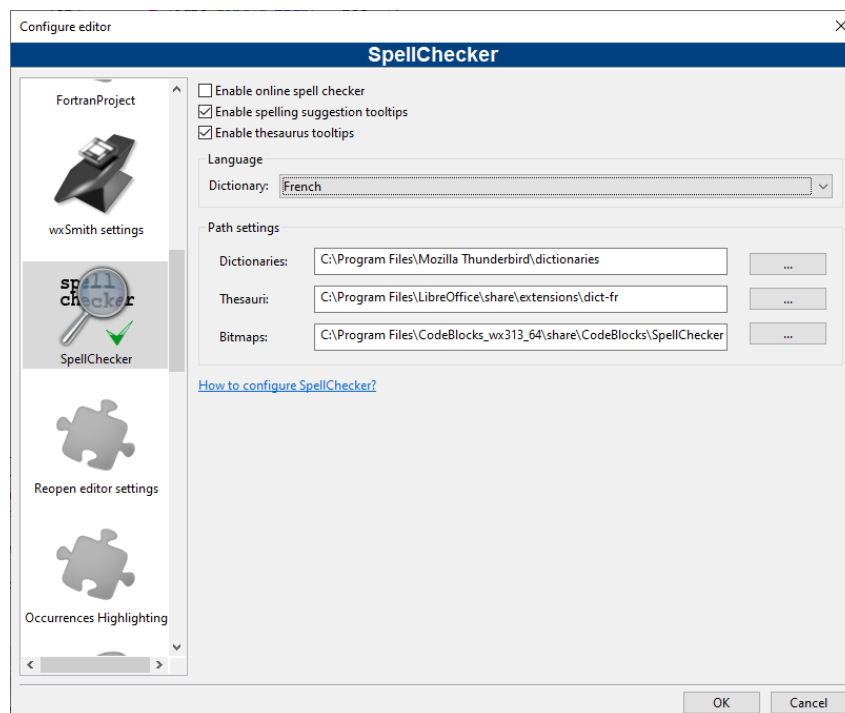 Configure editor
SpellChecker
FortranProject
wxSmith settings
spell
checker
SpellChecker
Reopen editor settings
Occurrences Highlighting
Enable online spell checker
Enable spelling suggestion tooltips
Enable thesaurus tooltips
Language
Dictionary: French
Path settings
Dictionaries: C:\Program Files\Mozilla Thunderbird\dictionaries ...
Thesauri: C:\Program Files\LibreOffice\share\extensions\dict-fr ...
Bitmaps: C:\Program Files\CodeBlocks_wx313_64\share\CodeBlocks\SpellChecker ...
How to configure SpellChecker?
OK Cancel